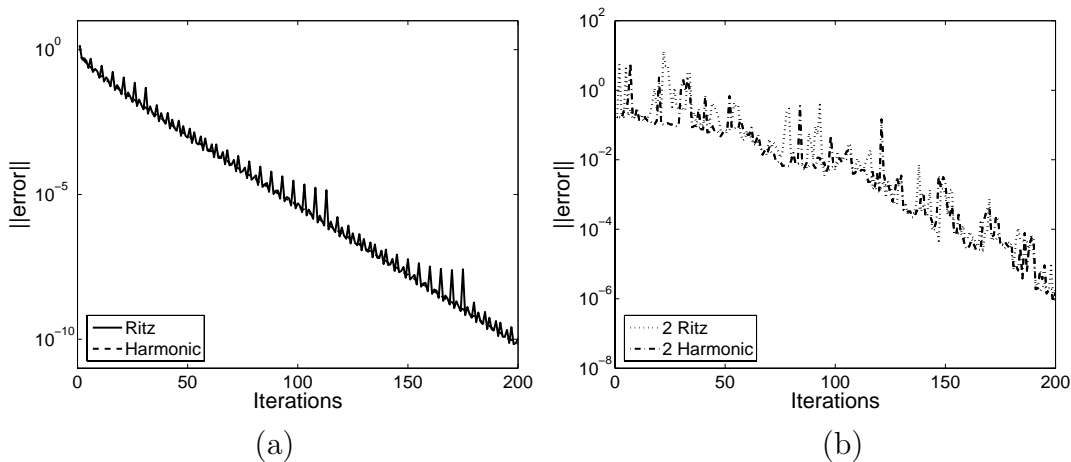 10^0
10^-5
10^-10
||error||
0
50
100
150
200
Iterations
Ritz
Harmonic
(a)
10^2
10^0
10^-2
10^-4
10^-6
10^-8
||error||
0
50
100
150
200
Iterations
2 Ritz
2 Harmonic
(b)